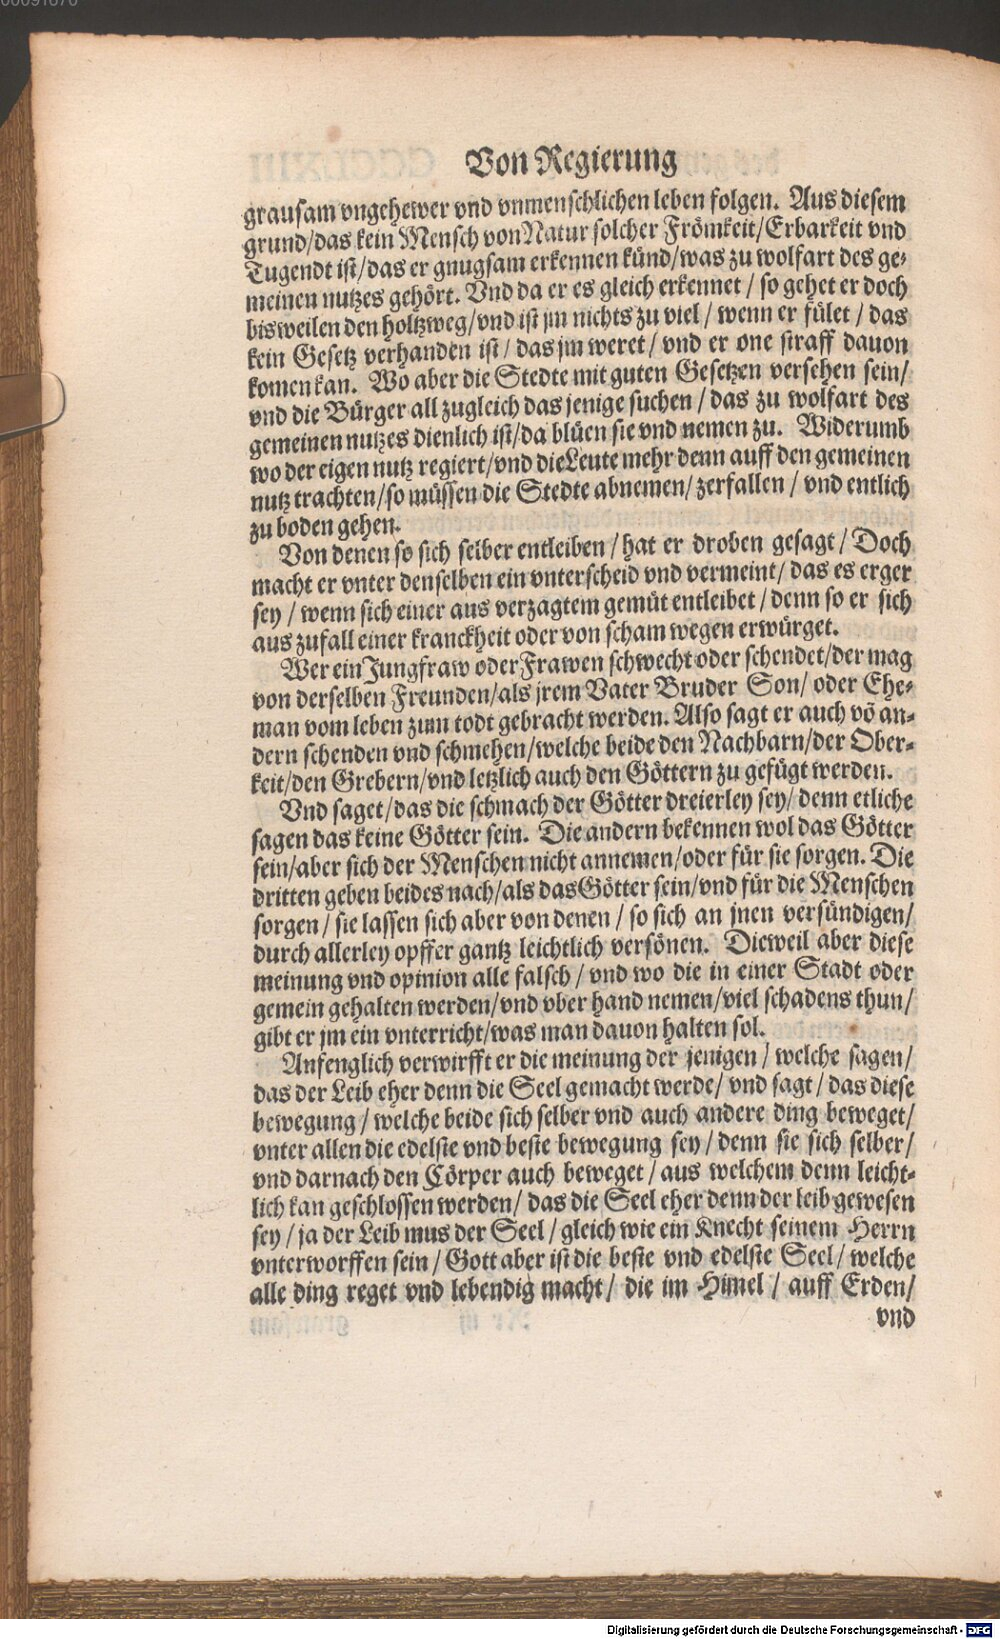 Von Regierung
grausam vngehewer vnd vnmenschlichen leben folgen. Aus diesem
grund/das kein Mensch von Natur solcher Frömkeit/Erbarkeit vnd
Tugendt ist/das er gnugsam erkennen künd/was zu wolfart des ge-
meinen nutzes gehört. Vnd da er es gleich erkennet / so gehet er doch
bisweilen den holtzweg/vnd ist jm nichts zu viel / wenn er fület / das
kein Gesetz verhanden ist / das jm weret / vnd er one straff dauon
komen kan. Wo aber die Stedte mit guten Gesetzen versehen sein/
vnd die Bürger all zugleich das jenige suchen / das zu wolfart des
gemeinen nutzes dienlich ist/da blüen sie vnd nemen zu. Widerumb
wo der eigen nutz regiert/vnd die Leute mehr denn auff den gemeinen
nutz trachten/so müssen die Stedte abnemen/ zerfallen / vnd entlich
zu boden gehen.
Von denen so sich selber entleiben / hat er droben gesagt / Doch
macht er vnter denselben ein vnterscheid vnd vermeint/ das es erger
sey / wenn sich einer aus verzagtem gemüt entleibet / denn so er sich
aus zufall einer kranckheit oder von scham wegen erwürget.
Wer ein Jungfraw oder Frawen schwecht oder schendet/der mag
von derselben Freunden/als jrem Vater Bruder Son/ oder Ehe-
man vom leben zum todt gebracht werden. Also sagt er auch võ an-
dern schenden vnd schmehen/welche beide den Nachbarn/der Ober-
keit/den Grebern/vnd letzlich auch den Göttern zu gefügt werden.
Vnd saget/das die schmach der Götter dreierley sey/ denn etliche
sagen das keine Götter sein. Die andern bekennen wol das Götter
sein/aber sich der Menschen nicht annemen/oder für sie sorgen. Die
dritten geben beides nach/als das Götter sein/vnd für die Menschen
sorgen / sie lassen sich aber von denen / so sich an jnen versündigen/
durch allerley opffer gantz leichtlich versönen. Dieweil aber diese
meinung vnd opinion alle falsch / vnd wo die in einer Stadt oder
gemein gehalten werden/vnd vber hand nemen/viel schadens thun/
gibt er jm ein vnterricht/was man dauon halten sol.
Anfenglich verwirfft er die meinung der jenigen / welche sagen/
das der Leib eher denn die Seel gemacht werde/ vnd sagt / das diese
bewegung / welche beide sich selber vnd auch andere ding beweget/
vnter allen die edelste vnd beste bewegung sey / denn sie sich selber/
vnd darnach den Cörper auch beweget / aus welchem denn leicht-
lich kan geschlossen werden/ das die Seel eher denn der leib gewesen
sey / ja der Leib mus der Seel / gleich wie ein Knecht seinem Herrn
vnterworffen sein / Gott aber ist die beste vnd edelste Seel / welche
alle ding reget vnd lebendig macht / die im Himel / auff Erden/
vnd
Digitalisierung gefördert durch die Deutsche Forschungsgemeinschaft - DFG